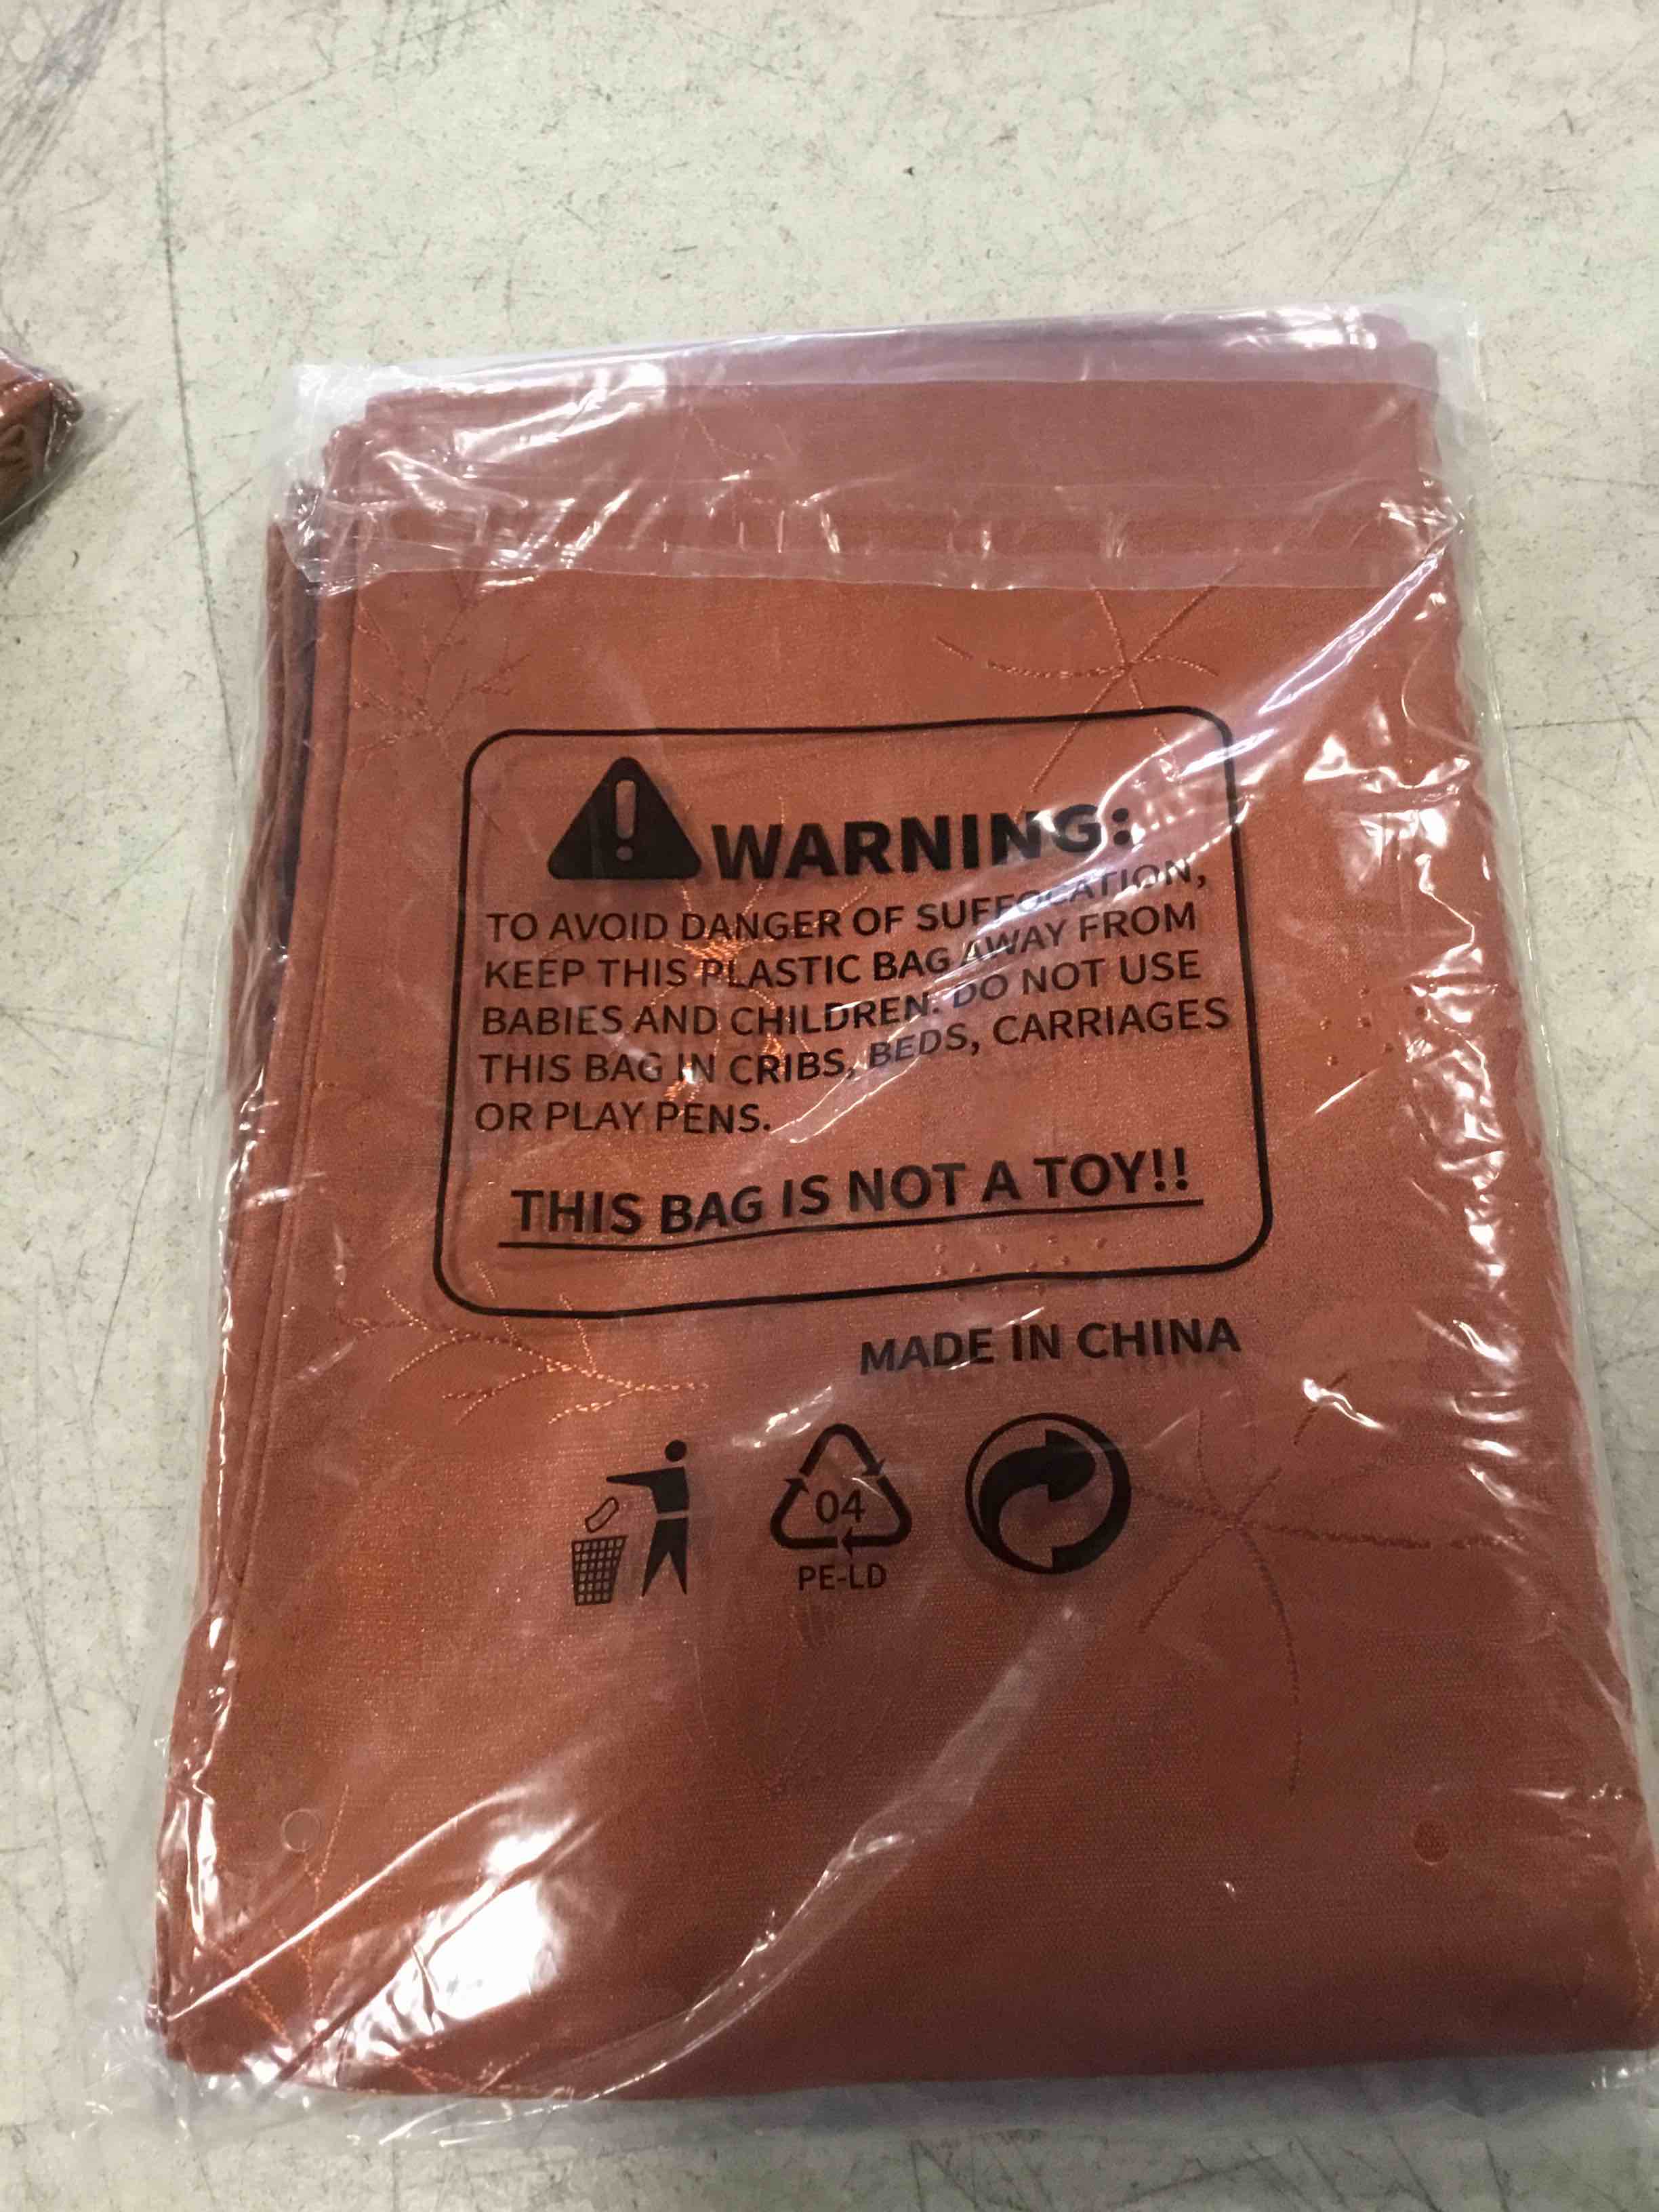 WARNING:
TO AVOID DANGER OF SUFFOCATION,
KEEP THIS PLASTIC BAG AWAY FROM
BABIES AND CHILDREN. DO NOT USE
THIS BAG IN CRIBS, BEDS, CARRIAGES
OR PLAY PENS.
THIS BAG IS NOT A TOY!!
MADE IN CHINA
04
PE-LD